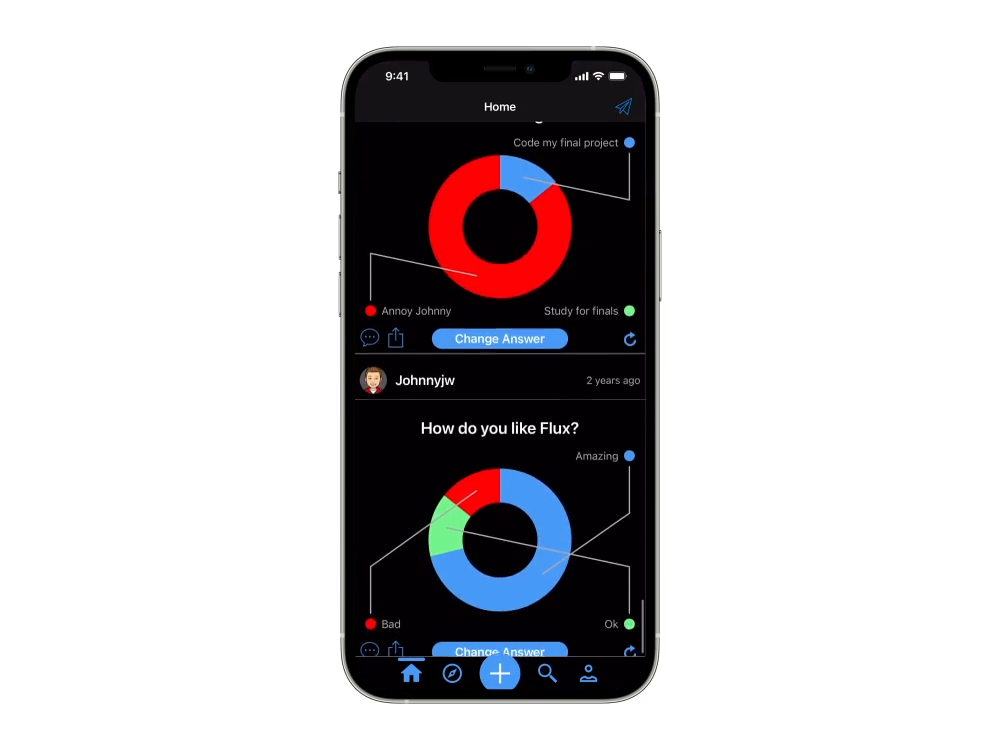 9:41
Home
Code my final project
Annoy Johnny
Study for finals
Change Answer
Johnnyjw
2 years ago
How do you like Flux?
Amazing
Bad
Ok
Change Answer